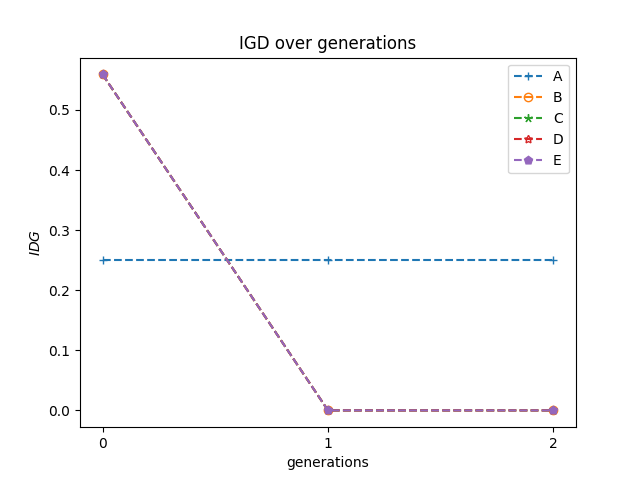 IGD over generations
A
B
C
D
E
0.5
0.4
0.3
0.2
0.1
0.0
IDG
0 1 2
generations